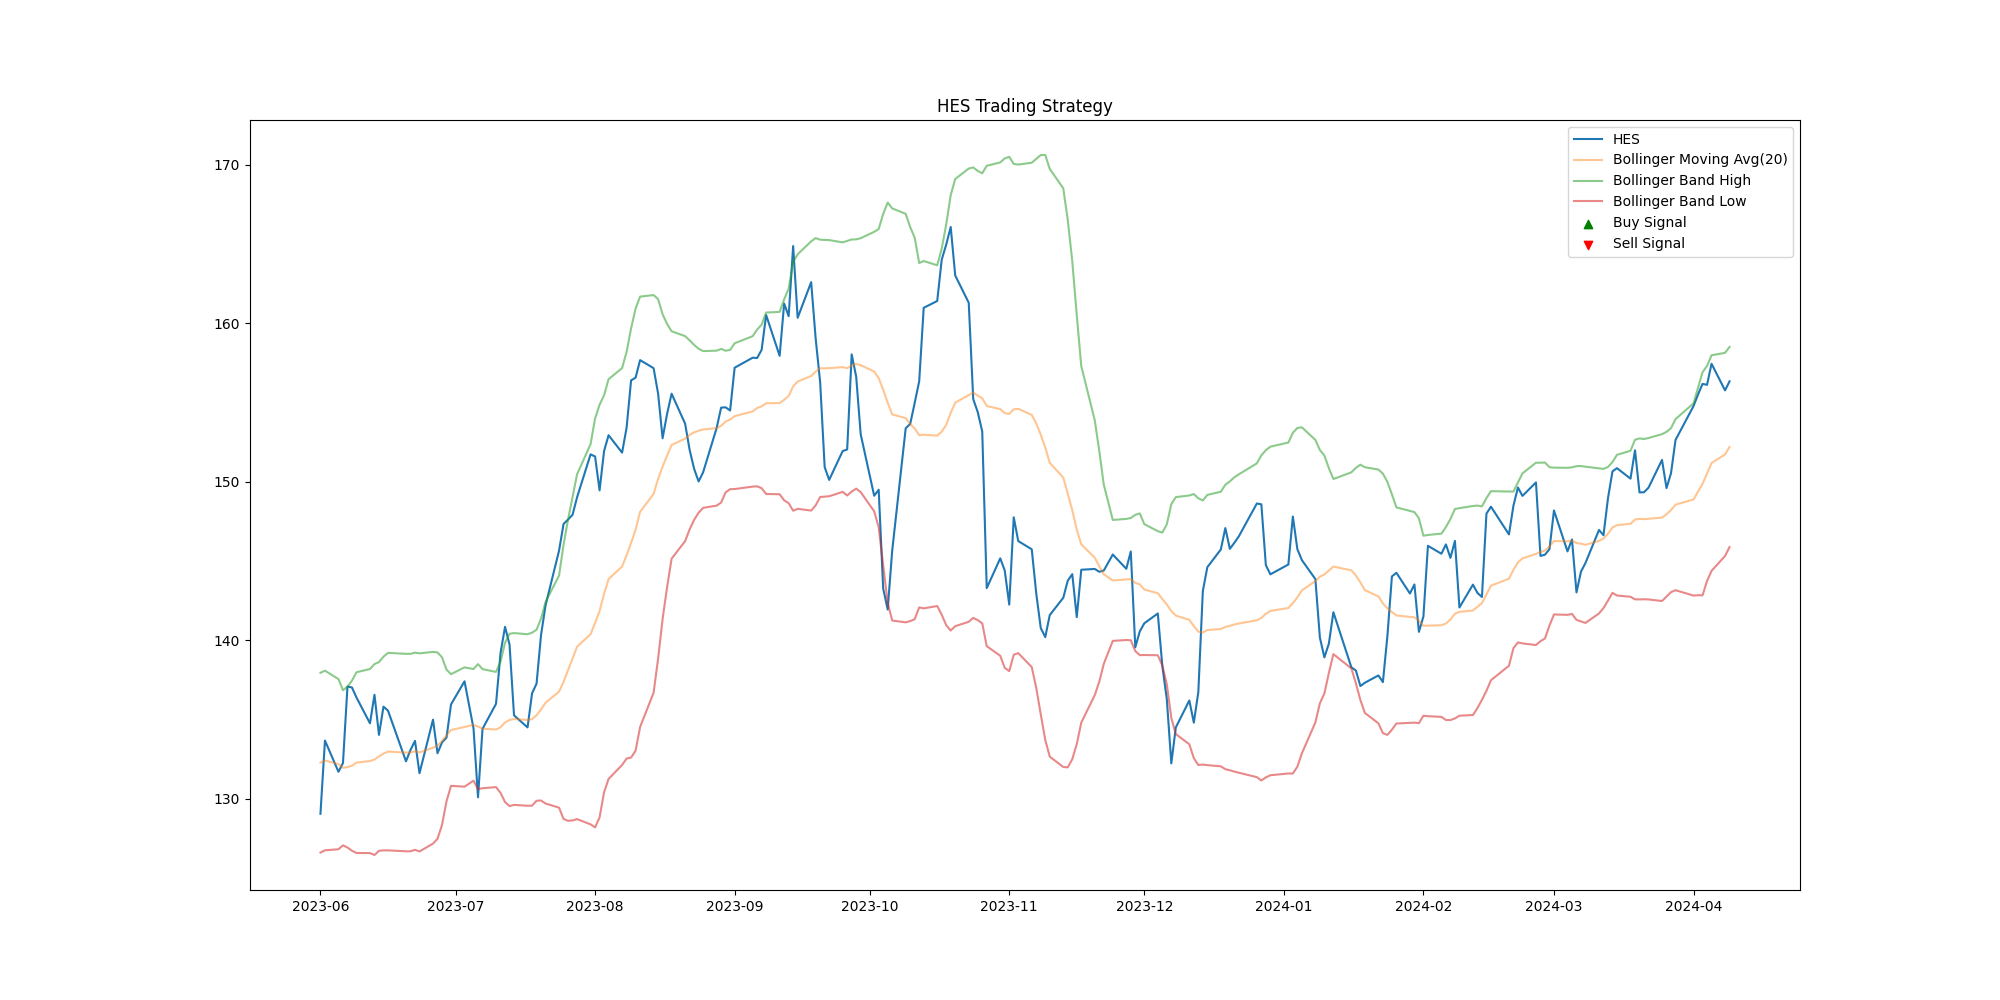 HES Trading Strategy
HES
Bollinger Moving Avg(20)
Bollinger Band High
Bollinger Band Low
Buy Signal
Sell Signal
170
160
150
140
130
2023-06 2023-07 2023-08 2023-09 2023-10 2023-11 2023-12 2024-01 2024-02 2024-03 2024-04